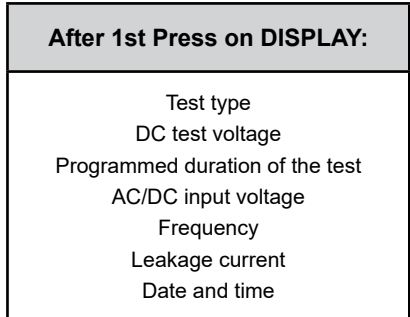 After 1st Press on DISPLAY:
Test type
DC test voltage
Programmed duration of the test
AC/DC input voltage
Frequency
Leakage current
Date and time